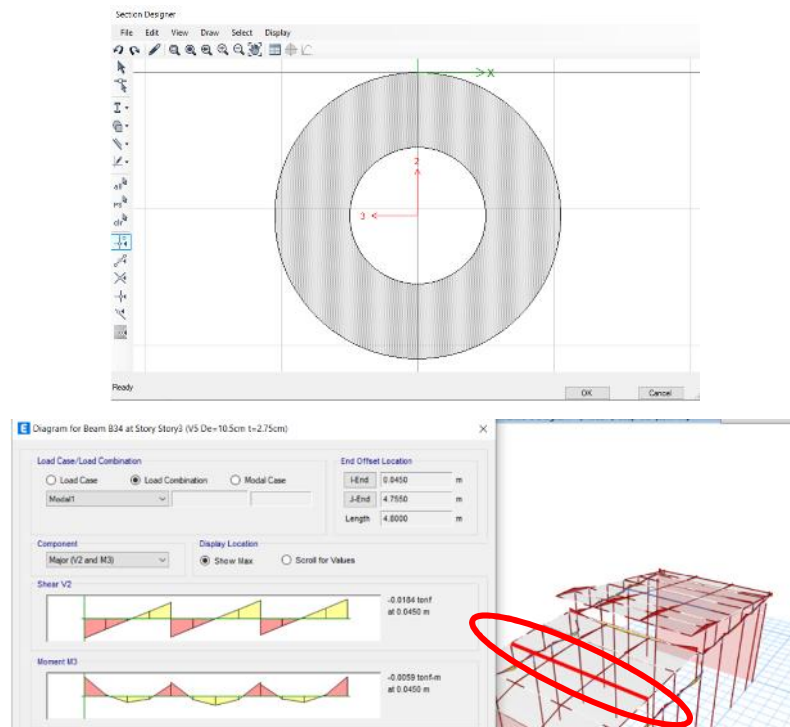 Section Designer
File Edit View Draw Select Display
X
2
3
Ready
OK Cancel
E Diagram for Beam B34 at Story Story3 (V5 De=10.5cm t=2.75cm)
Load Case/Load Combination
Load Case Load Combination Modal Case
Modal1
End Offset Location
I-End 0.0450 m
J-End 4.7550 m
Length 4.8000 m
Component
Major (V2 and M3)
Display Location
Show Max Scroll for Values
Shear V2
-0.0184 tonf
at 0.0450 m
Moment M3
-0.0059 tonf-m
at 0.0450 m